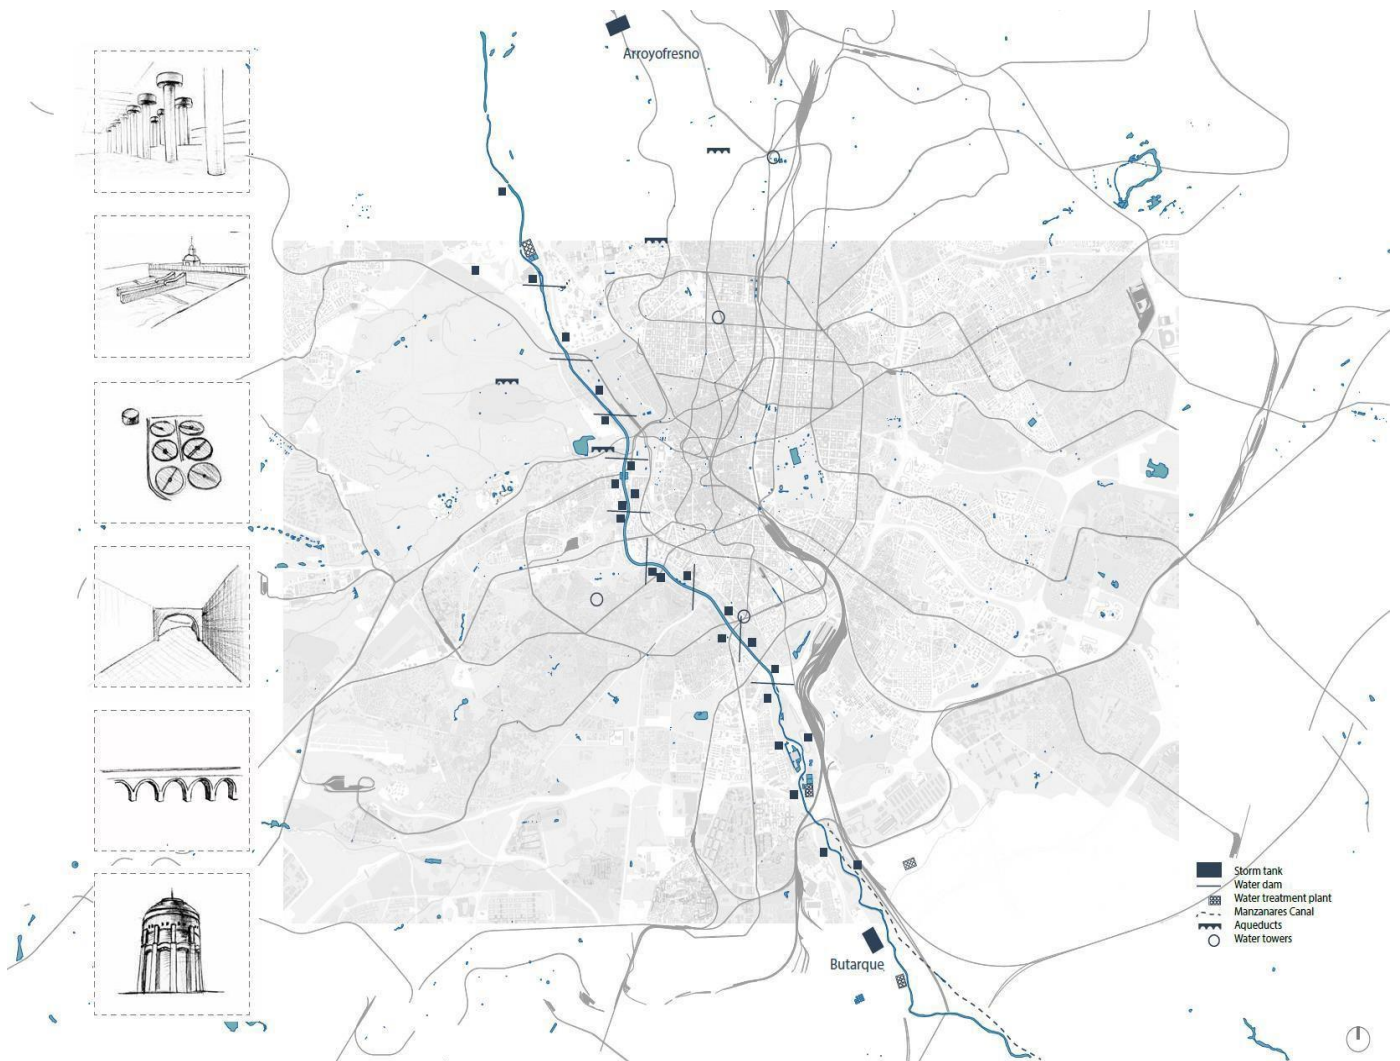 Arroyofresno
Storm tank
Water dam
Water treatment plant
Manzanares Canal
Aqueducts
Water towers
Butarque